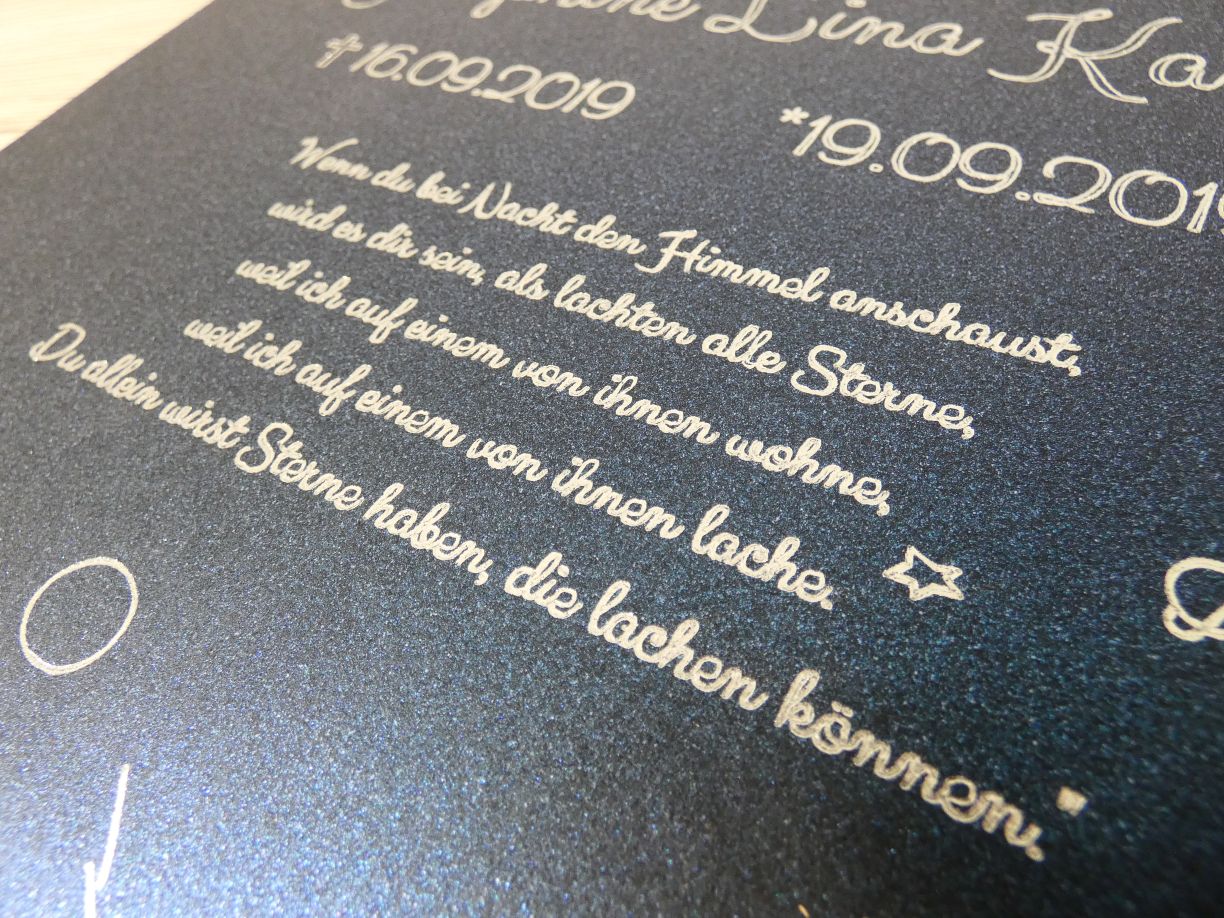 Lina
✝16.09.2019
*19.09.201
Wenn du bei Nacht den Himmel anschaust,
wird es dir sein, als lachten alle Sterne,
weil ich auf einem von ihnen wohne,
weil ich auf einem von ihnen lache.
Du allein wirst Sterne haben, die lachen können."